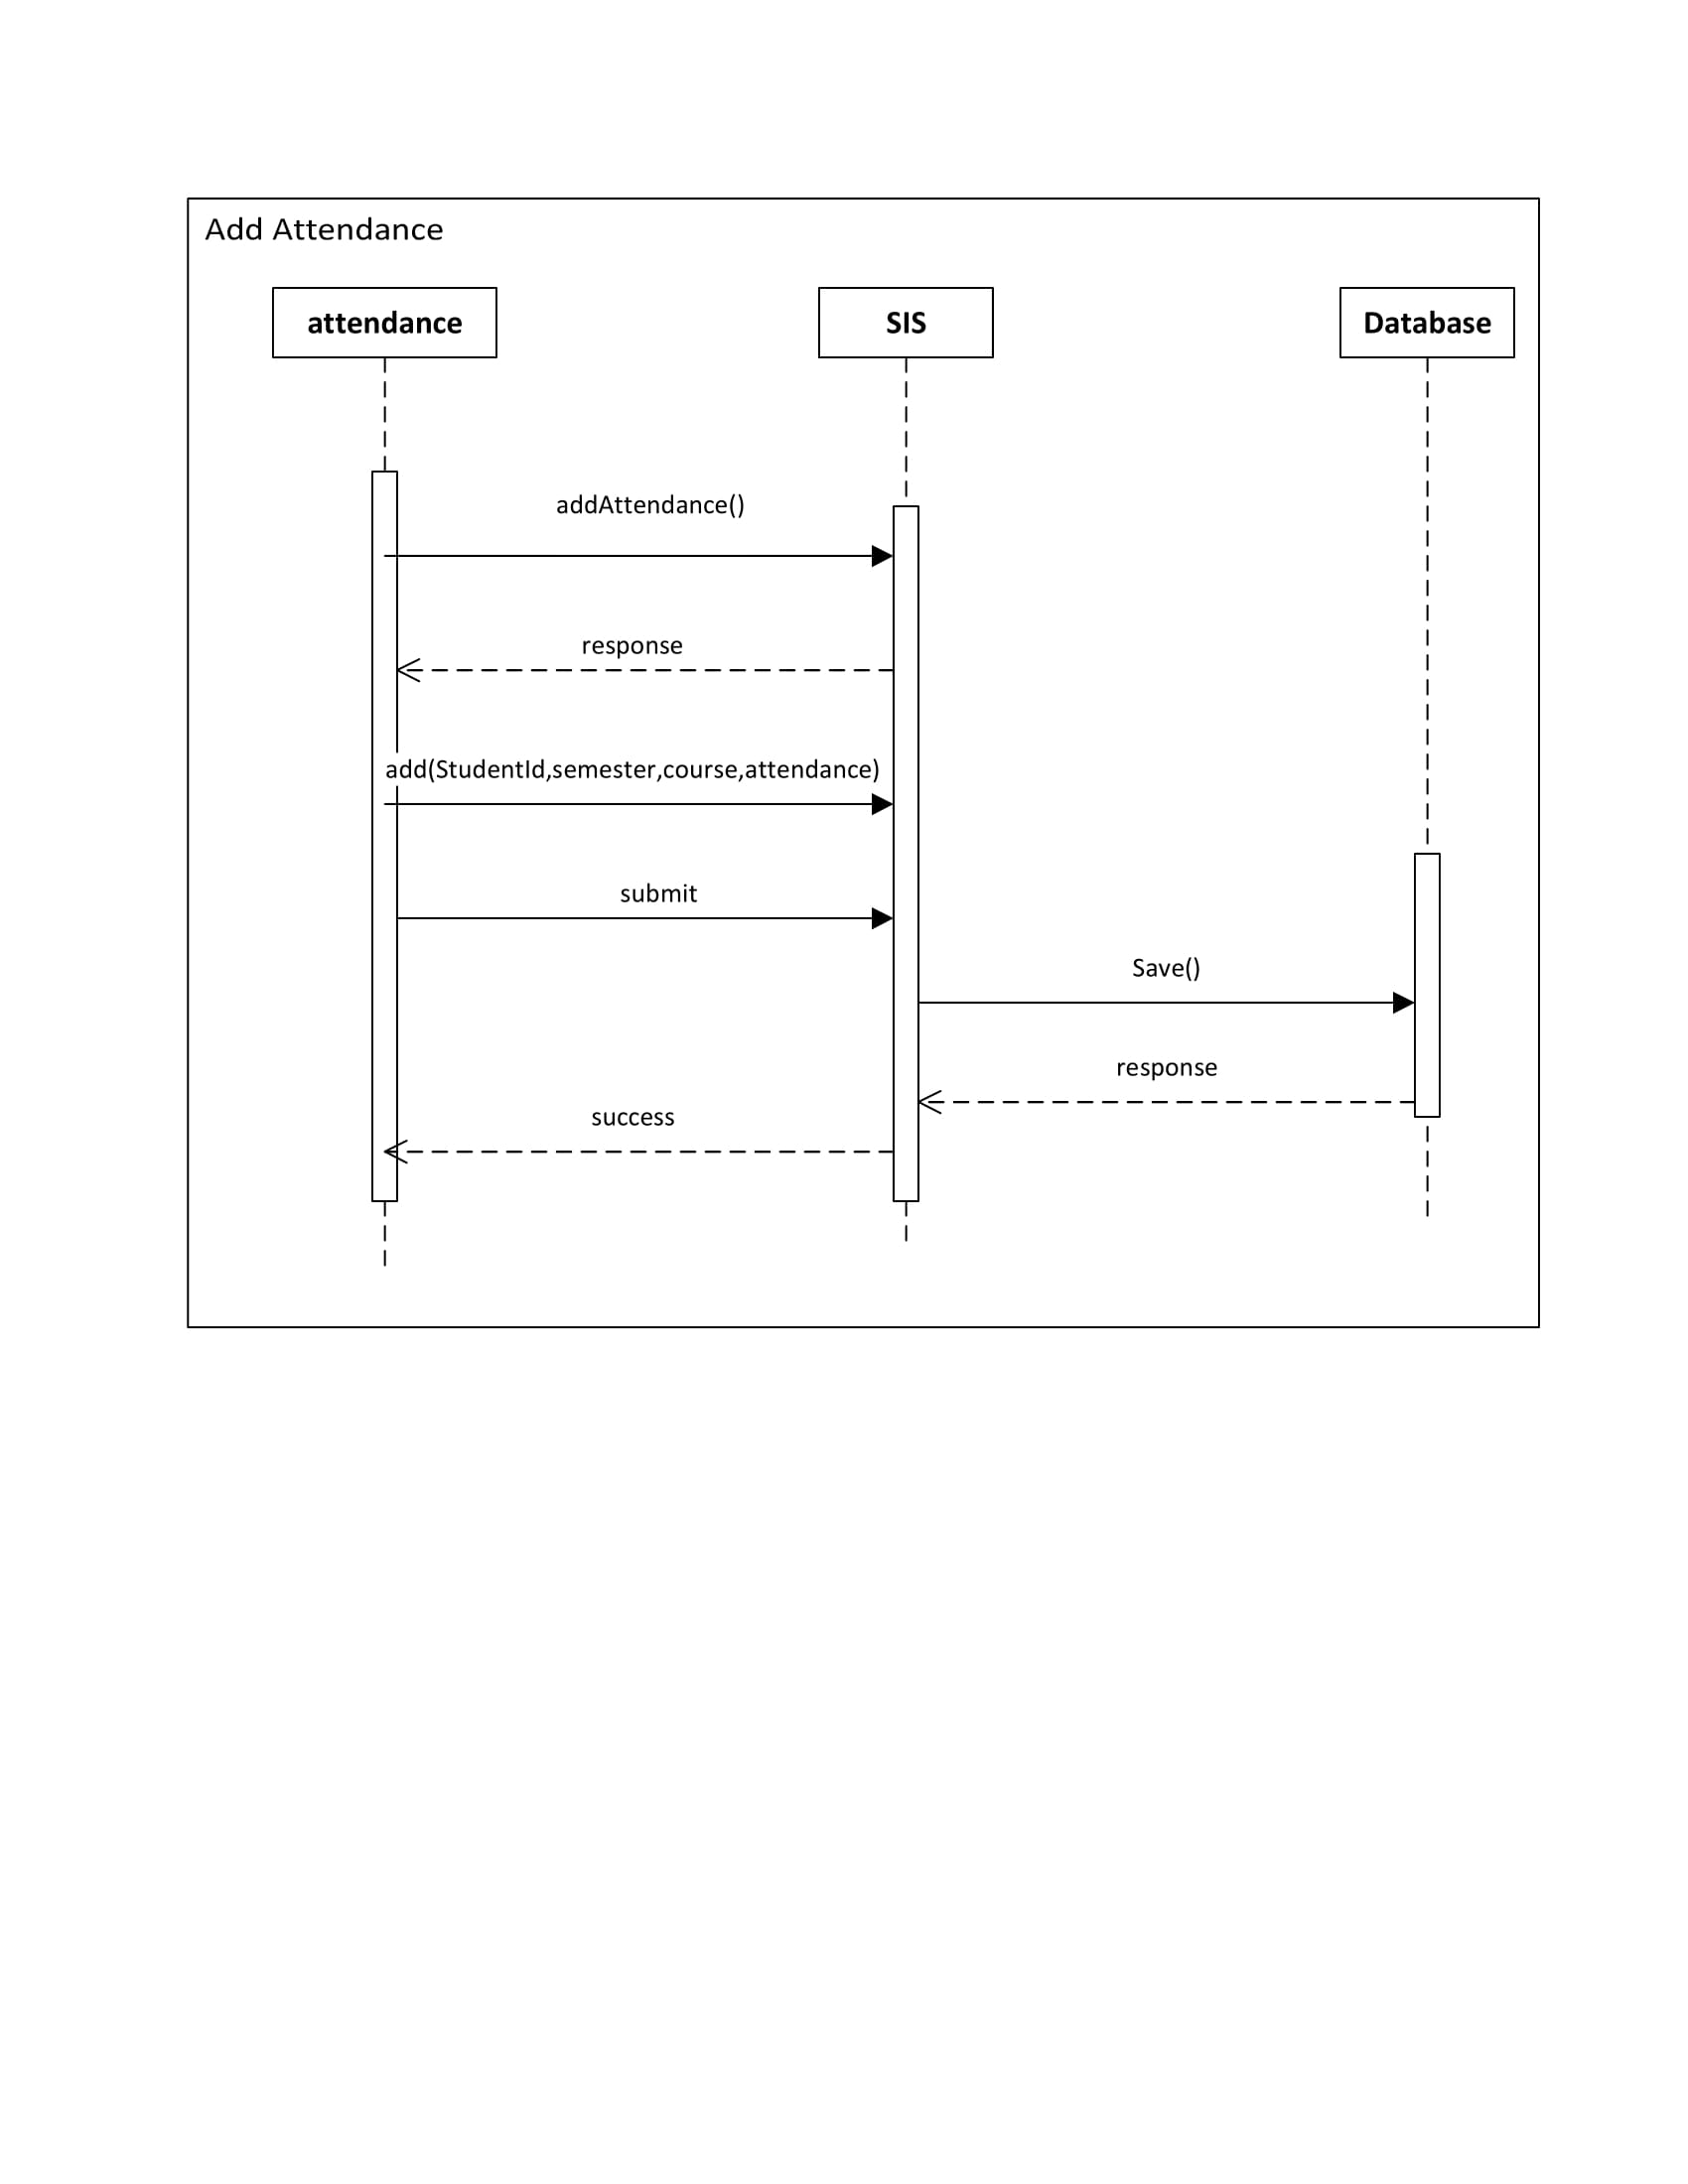 Add Attendance
attendance
SIS
Database
addAttendance()
response
add(StudentId,semester,course,attendance)
submit
Save()
response
success